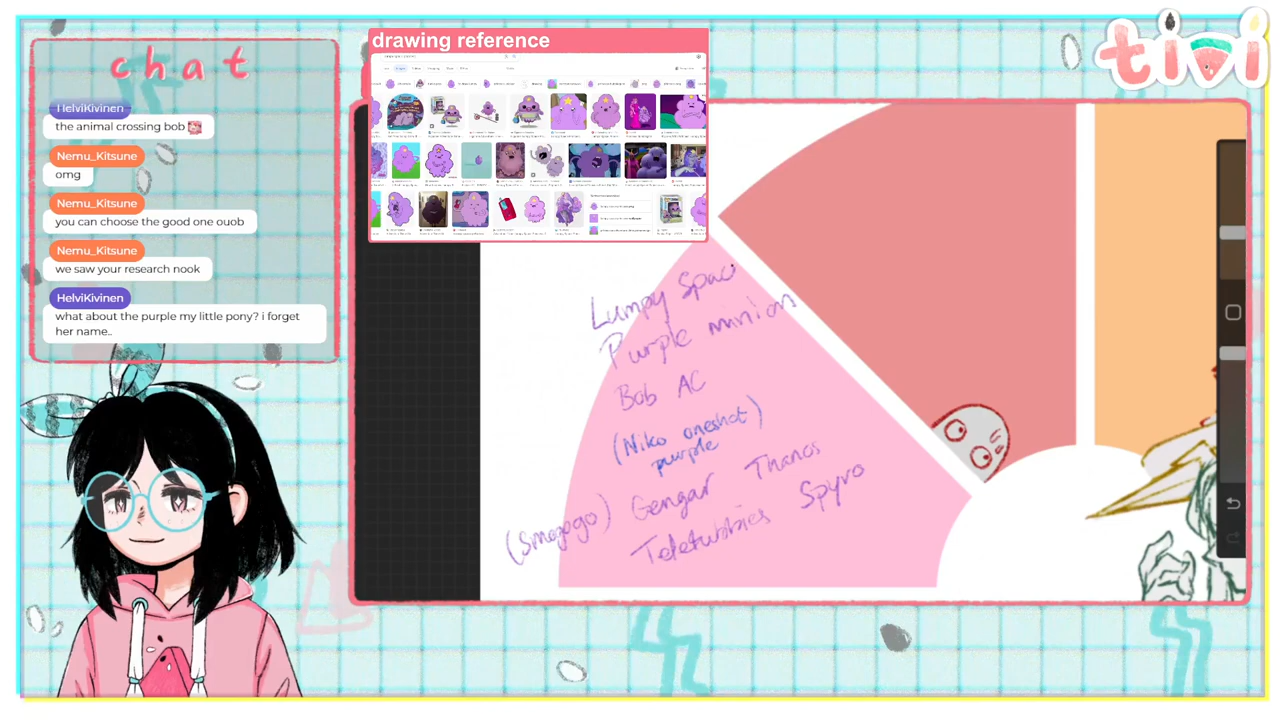 chat
HelviKivinen
the animal crossing bob
Nemu_Kitsune
omg
Nemu_Kitsune
you can choose the good one ouob
Nemu_Kitsune
we saw your research nook
HelviKivinen
what about the purple my little pony? i forget
her name..
drawing reference
tivi
Lumpy Spac
Purple minion
Bob AC
(Niko oneshot)
purple
Gengar Thanos
(Smogogo)
Teletubbies Spyro